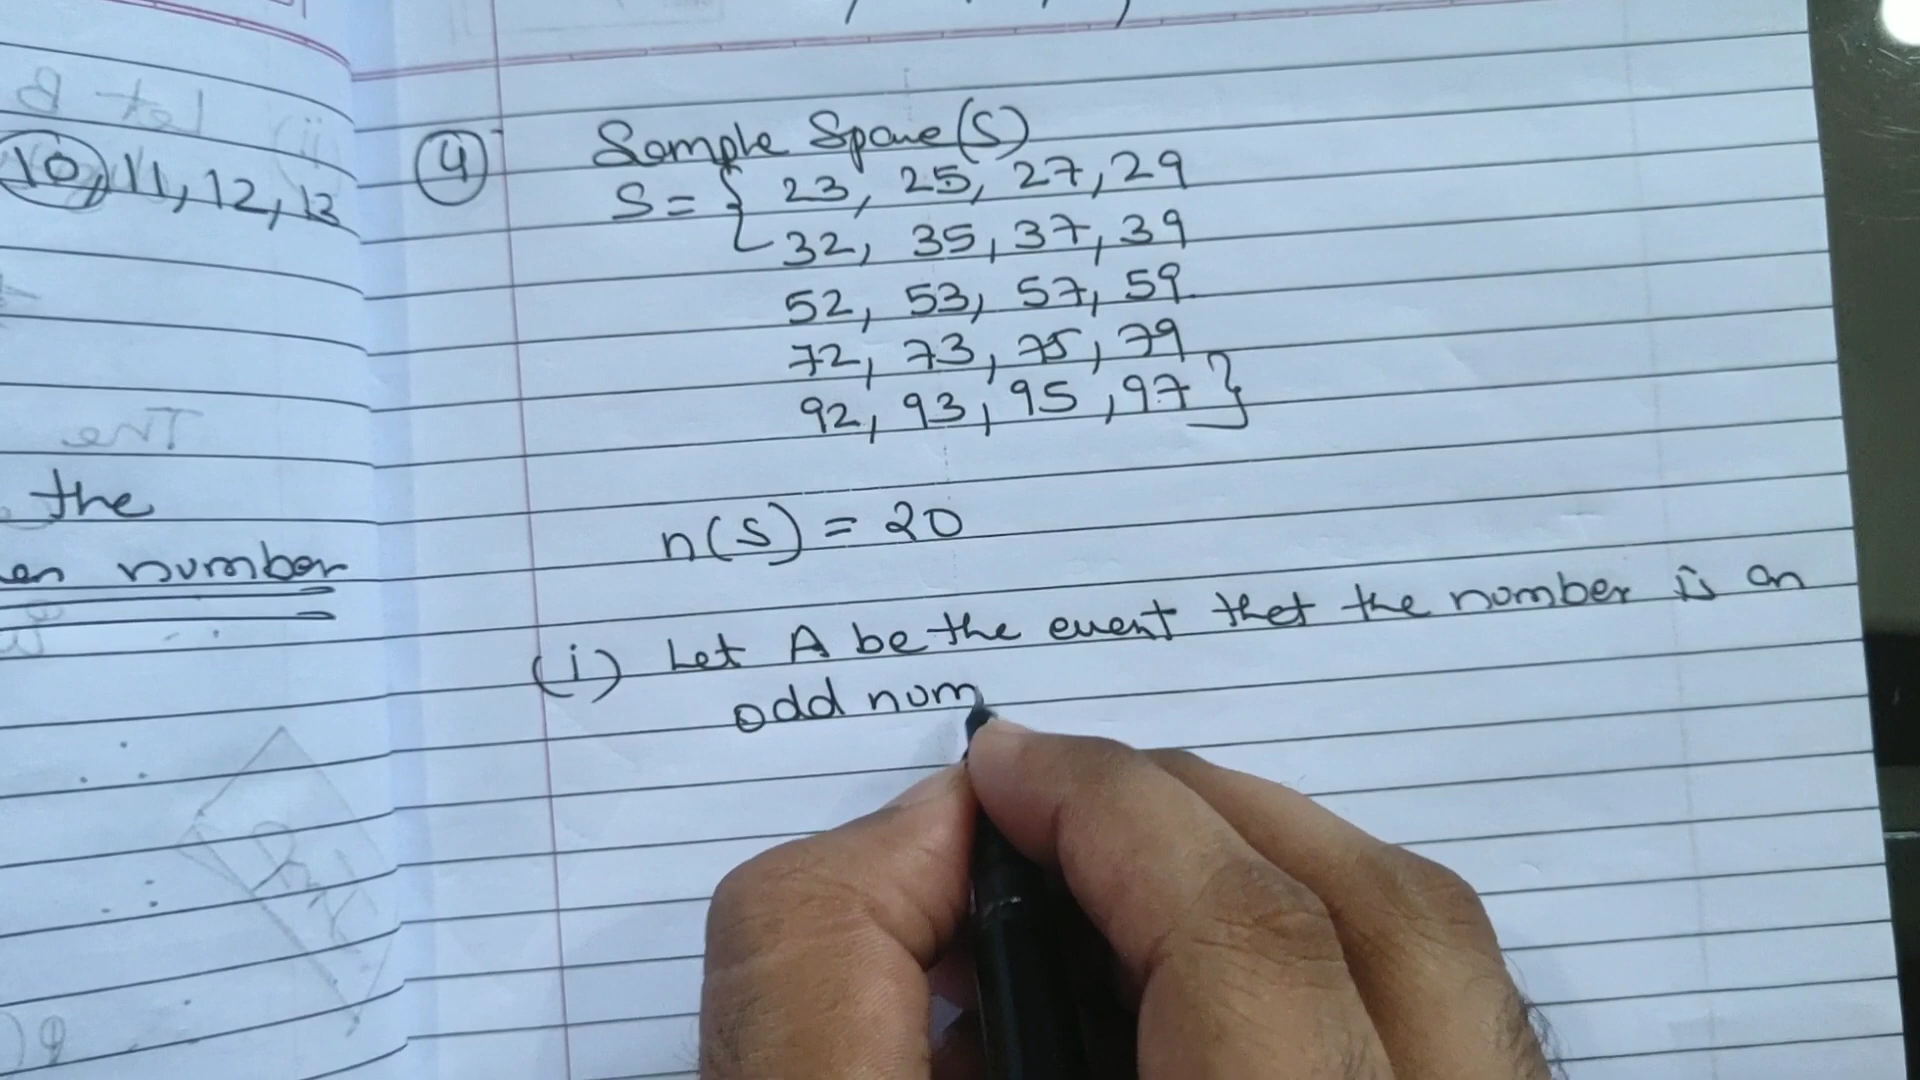 10, 11, 12, 13
the
en number
4
Sample Space (S)
S = { 23, 25, 27, 29
32, 35, 37, 39
52, 53, 57, 59
72, 73, 75, 79
92, 93, 95, 97 }
n(S) = 20
(i) Let A be the event that the number is an
odd num